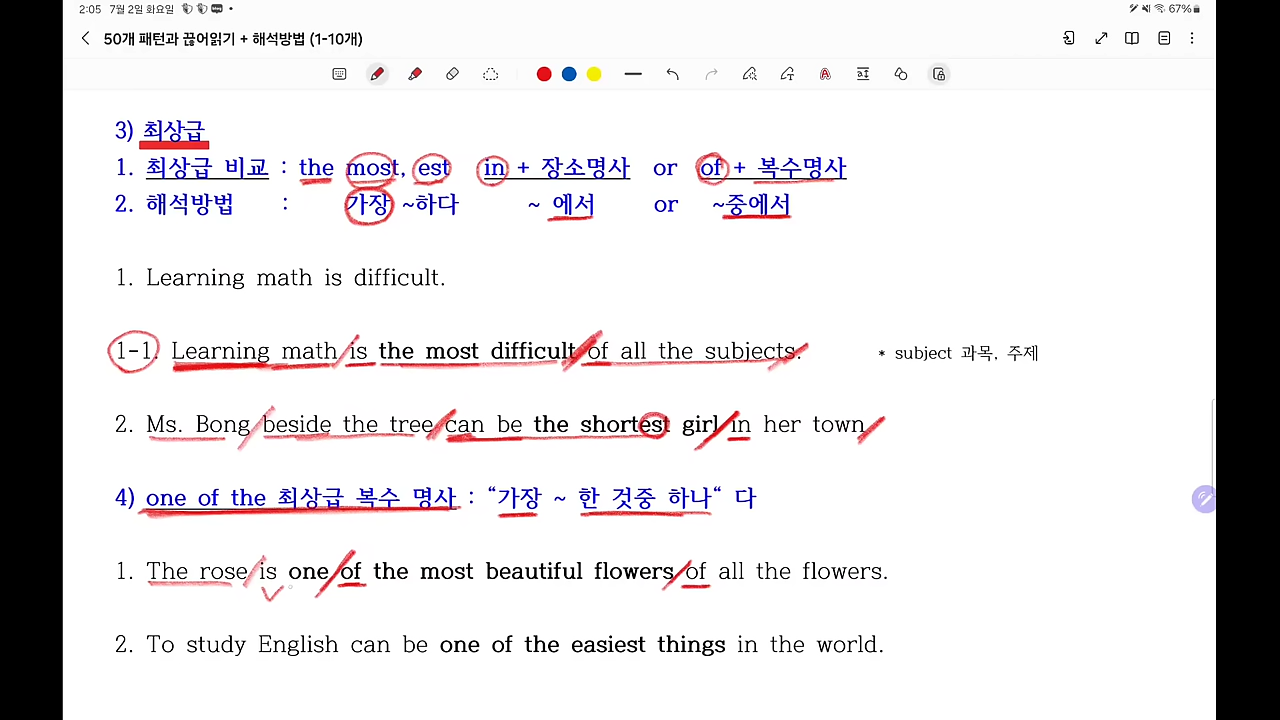 2:05 7월 2일 화요일
67%
50개 패턴과 끊어읽기 + 해석방법 (1-10개)
3) 최상급
1. 최상급 비교 : the most, est in + 장소명사 or of + 복수명사
2. 해석방법 : 가장 ~하다 ~ 에서 or ~중에서
1. Learning math is difficult.
1-1. Learning math is the most difficult of all the subjects. * subject 과목, 주제
2. Ms. Bong beside the tree can be the shortest girl in her town.
4) one of the 최상급 복수 명사 : “가장 ~ 한 것중 하나“ 다
1. The rose is one of the most beautiful flowers of all the flowers.
2. To study English can be one of the easiest things in the world.